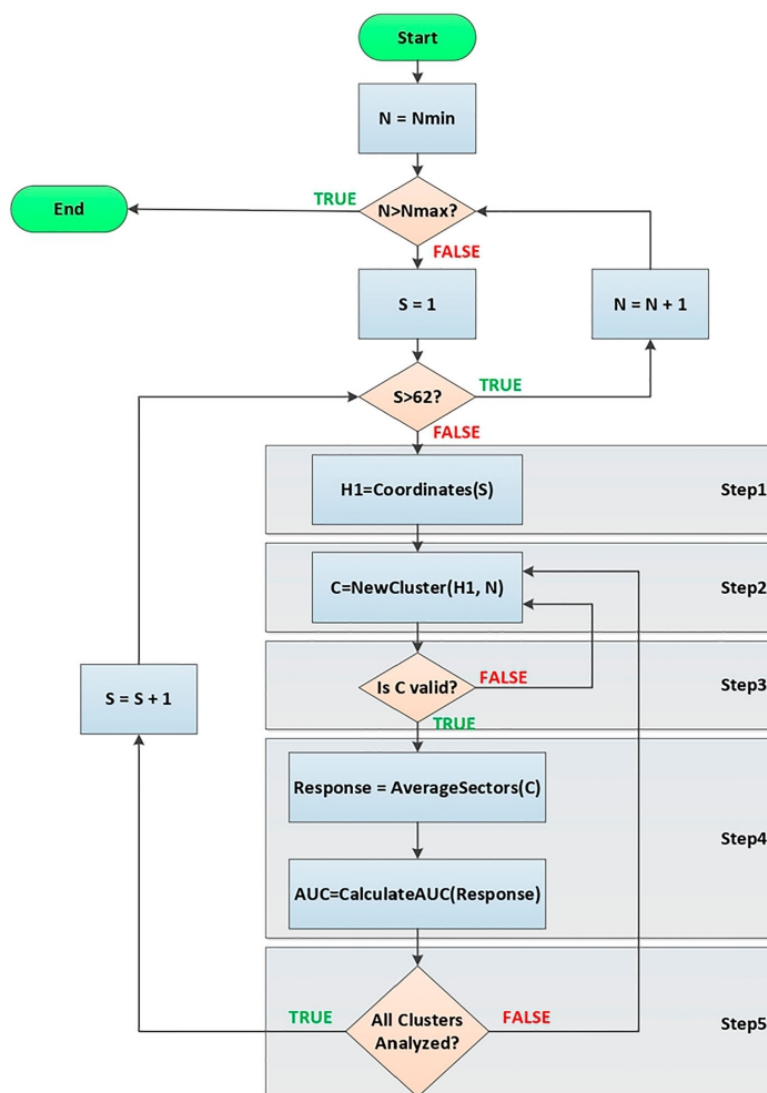 Start
N = Nmin
TRUE
End
N>Nmax?
FALSE
S = 1
N = N + 1
S>62?
TRUE
FALSE
H1=Coordinates(S)
Step1
C=NewCluster(H1, N)
Step2
S = S + 1
Is C valid?
FALSE
Step3
TRUE
Response = AverageSectors(C)
Step4
AUC=CalculateAUC(Response)
TRUE
All Clusters
Analyzed?
FALSE
Step5